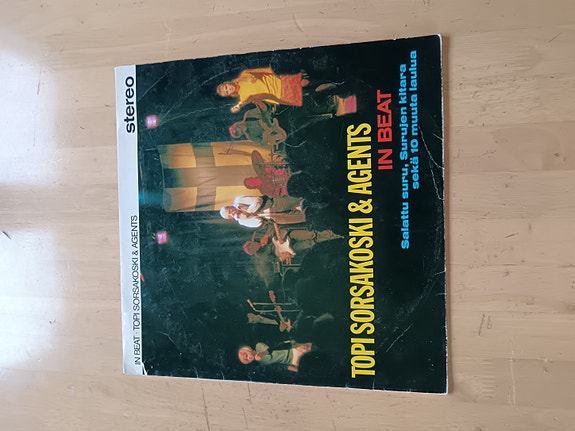 IN BEAT · TOPI SORSAKOSKI & AGENTS
stereo
TOPI SORSAKOSKI & AGENTS
IN BEAT
Salattu suru, Surujen kitara
sekä 10 muuta laulua